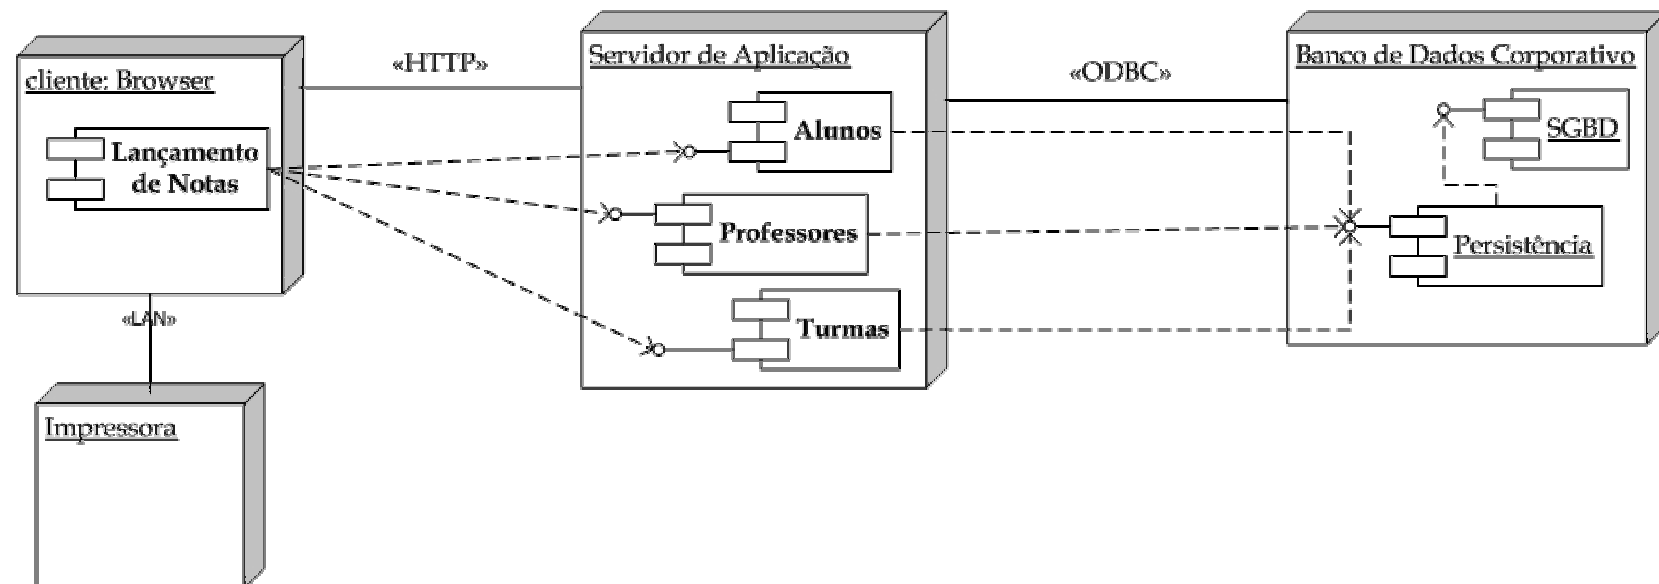 cliente: Browser
Lançamento
de Notas
«HTTP»
«LAN»
Impressora
Servidor de Aplicação
Alunos
Professores
Turmas
«ODBC»
Banco de Dados Corporativo
SGBD
Persistência